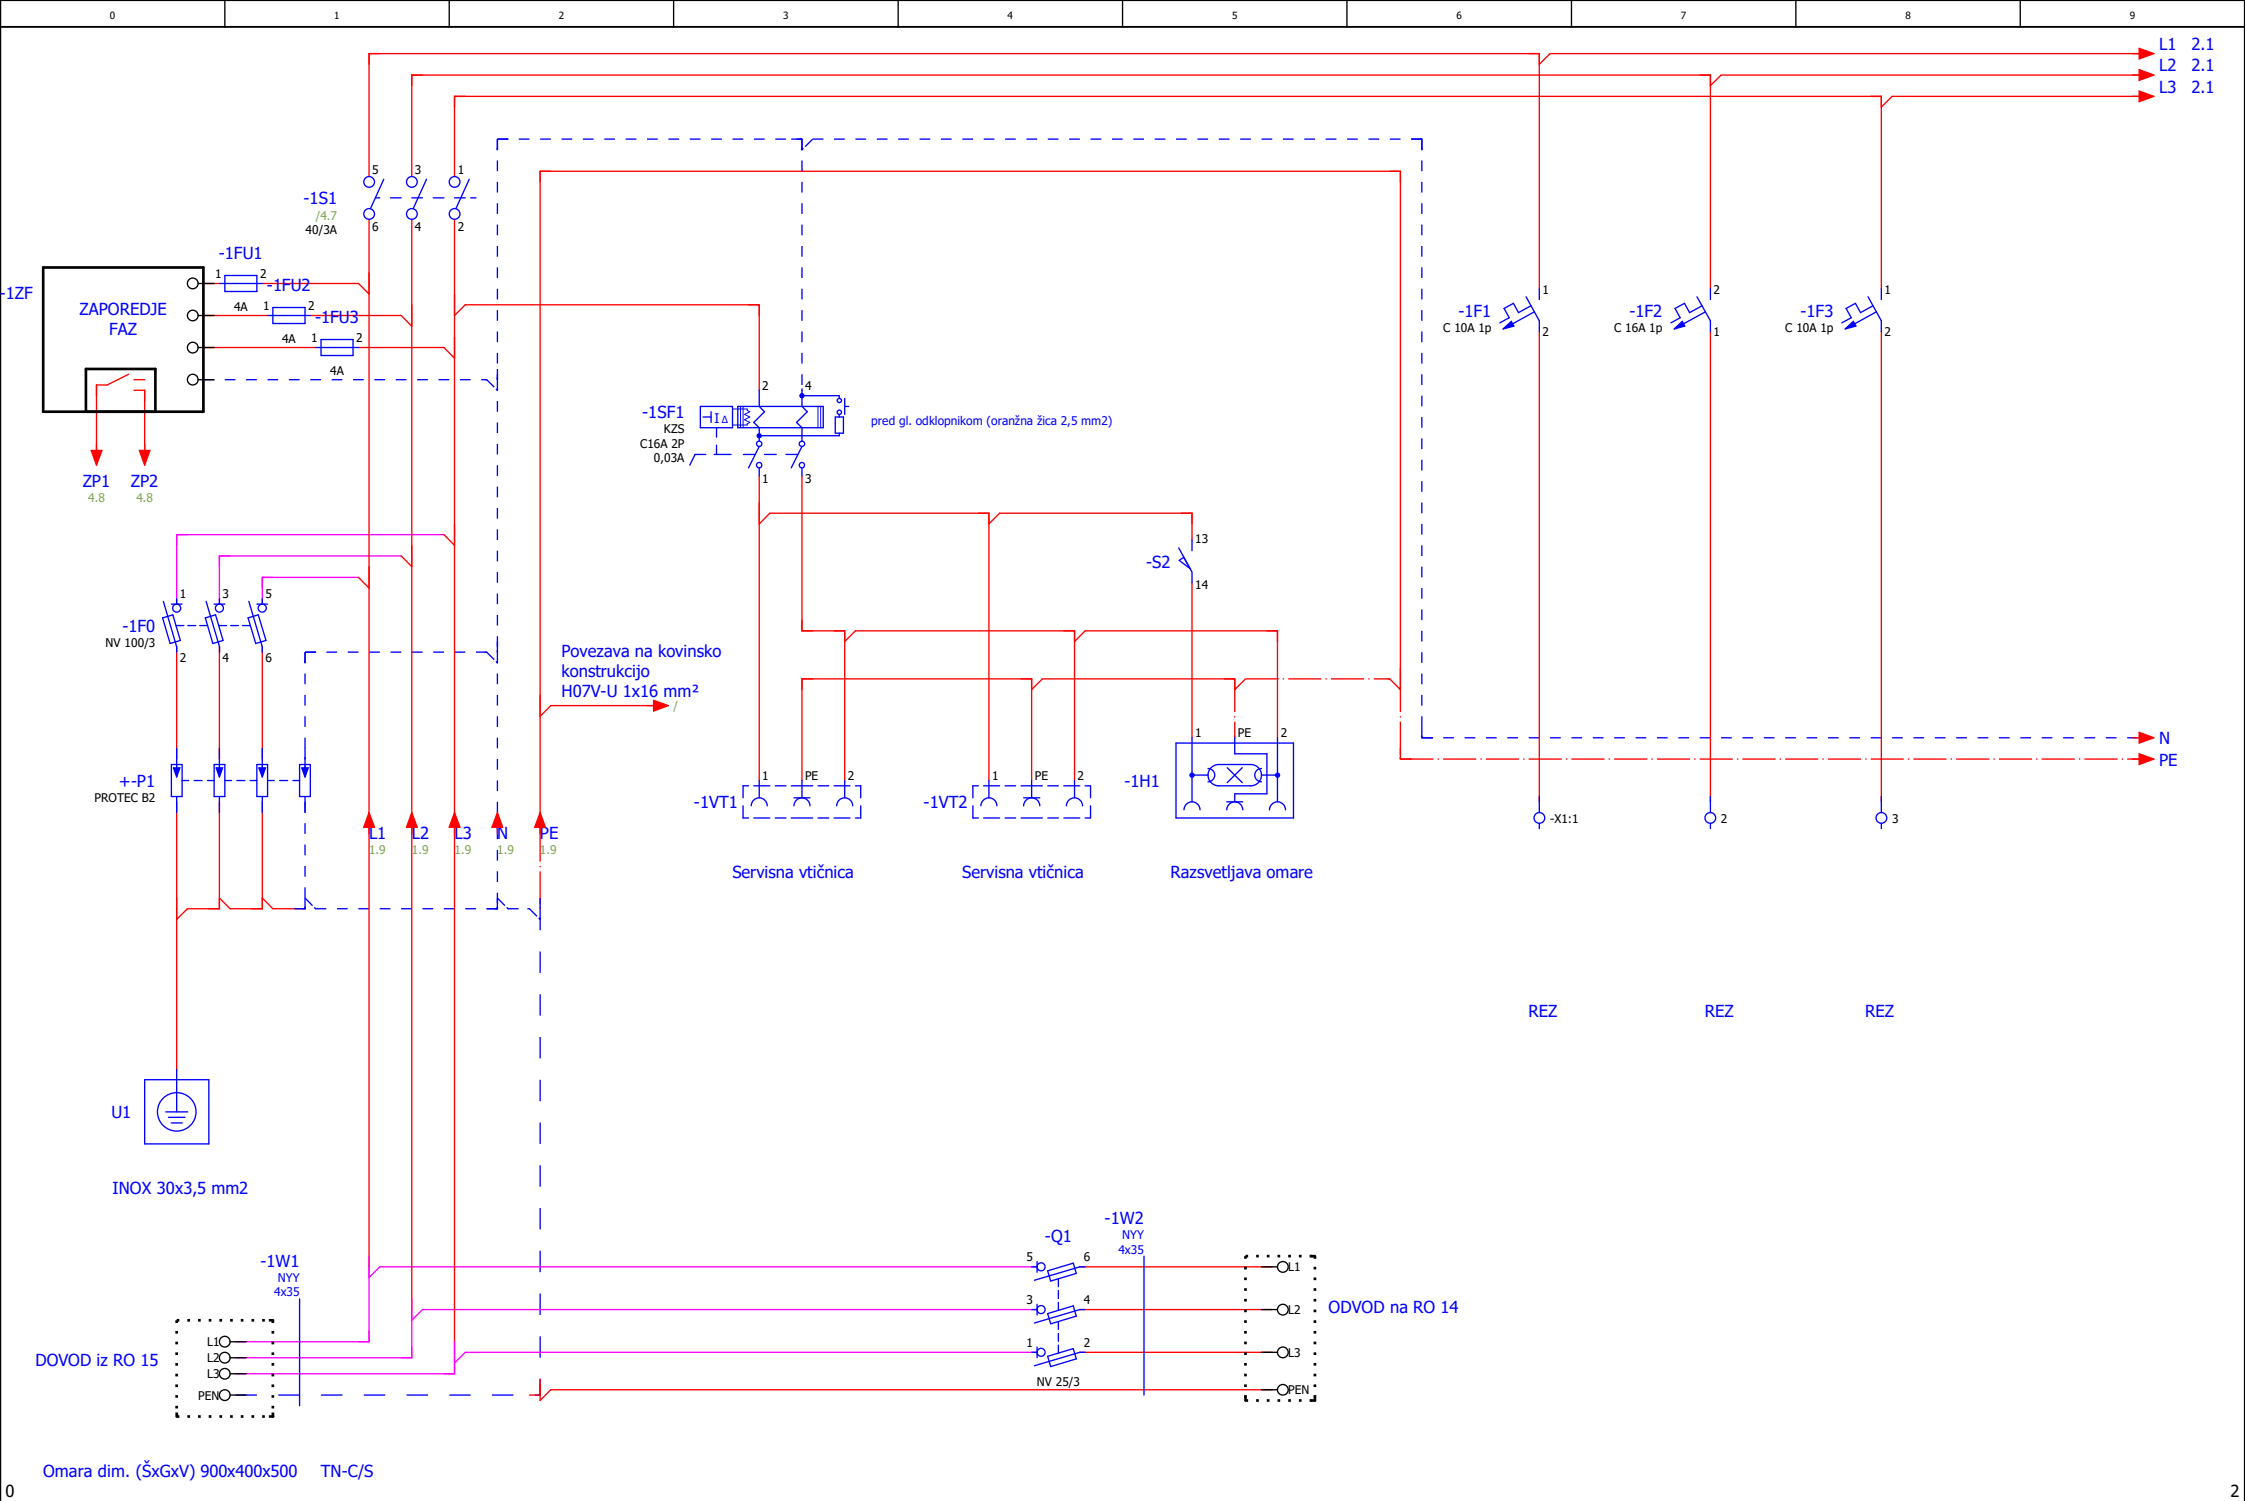 0 1 2 3 4 5 6 7 8 9
L1 2.1
L2 2.1
L3 2.1
5 3 1
-1S1
/4.7
40/3A
6 4 2
-1FU1
1 2
-1FU2
4A 1 2
-1FU3
4A 1 2
4A
-1ZF
ZAPOREDJE
FAZ
ZP1 ZP2
4.8 4.8
2 4
-1SF1
KZS
C16A 2P
0,03A
I Δ
1 3
pred gl. odklopnikom (oranžna žica 2,5 mm2)
1 2 1
-1F1
C 10A 1p
2
-1F2
C 16A 1p
1
-1F3
C 10A 1p
2
13
-S2
14
1 3 5
-1F0
NV 100/3
2 4 6
Povezava na kovinsko
konstrukcijo
H07V-U 1x16 mm²
/
N
PE
+-P1
PROTEC B2
L1 L2 L3 N PE
1.9 1.9 1.9 1.9 1.9
1 PE 2
-1VT1
1 PE 2
-1VT2
1 PE 2
-1H1
-X1:1 2 3
Servisna vtičnica Servisna vtičnica Razsvetljava omare
REZ REZ REZ
U1
INOX 30x3,5 mm2
-1W1
NYY
4x35
-Q1
5 6
3 4
1 2
NV 25/3
-1W2
NYY
4x35
L1
L2
L3
PEN
ODVOD na RO 14
DOVOD iz RO 15
L1
L2
L3
PEN
Omara dim. (ŠxGxV) 900x400x500 TN-C/S
0 2